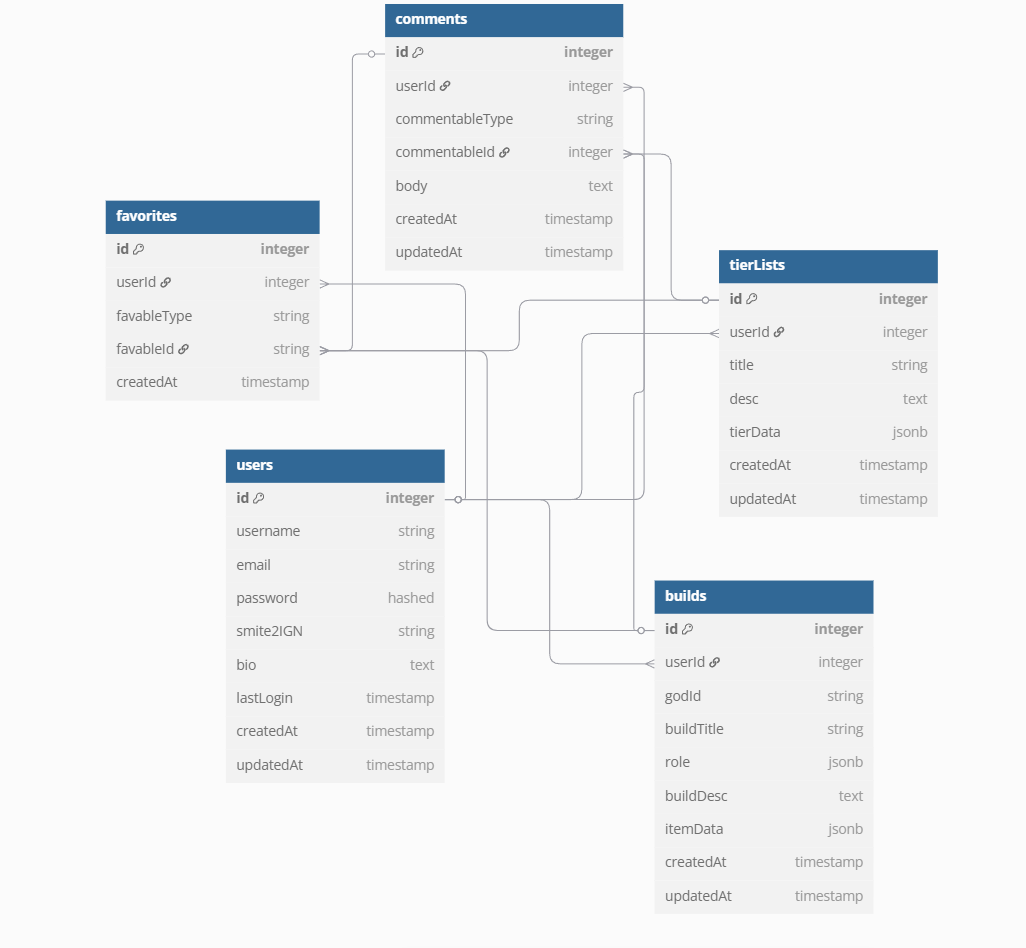 comments
id integer
userId integer
commentableType string
commentableId integer
body text
createdAt timestamp
updatedAt timestamp
favorites
id integer
userId integer
favableType string
favableId string
createdAt timestamp
tierLists
id integer
userId integer
title string
desc text
tierData jsonb
createdAt timestamp
updatedAt timestamp
users
id integer
username string
email string
password hashed
smite2IGN string
bio text
lastLogin timestamp
createdAt timestamp
updatedAt timestamp
builds
id integer
userId integer
godId string
buildTitle string
role jsonb
buildDesc text
itemData jsonb
createdAt timestamp
updatedAt timestamp